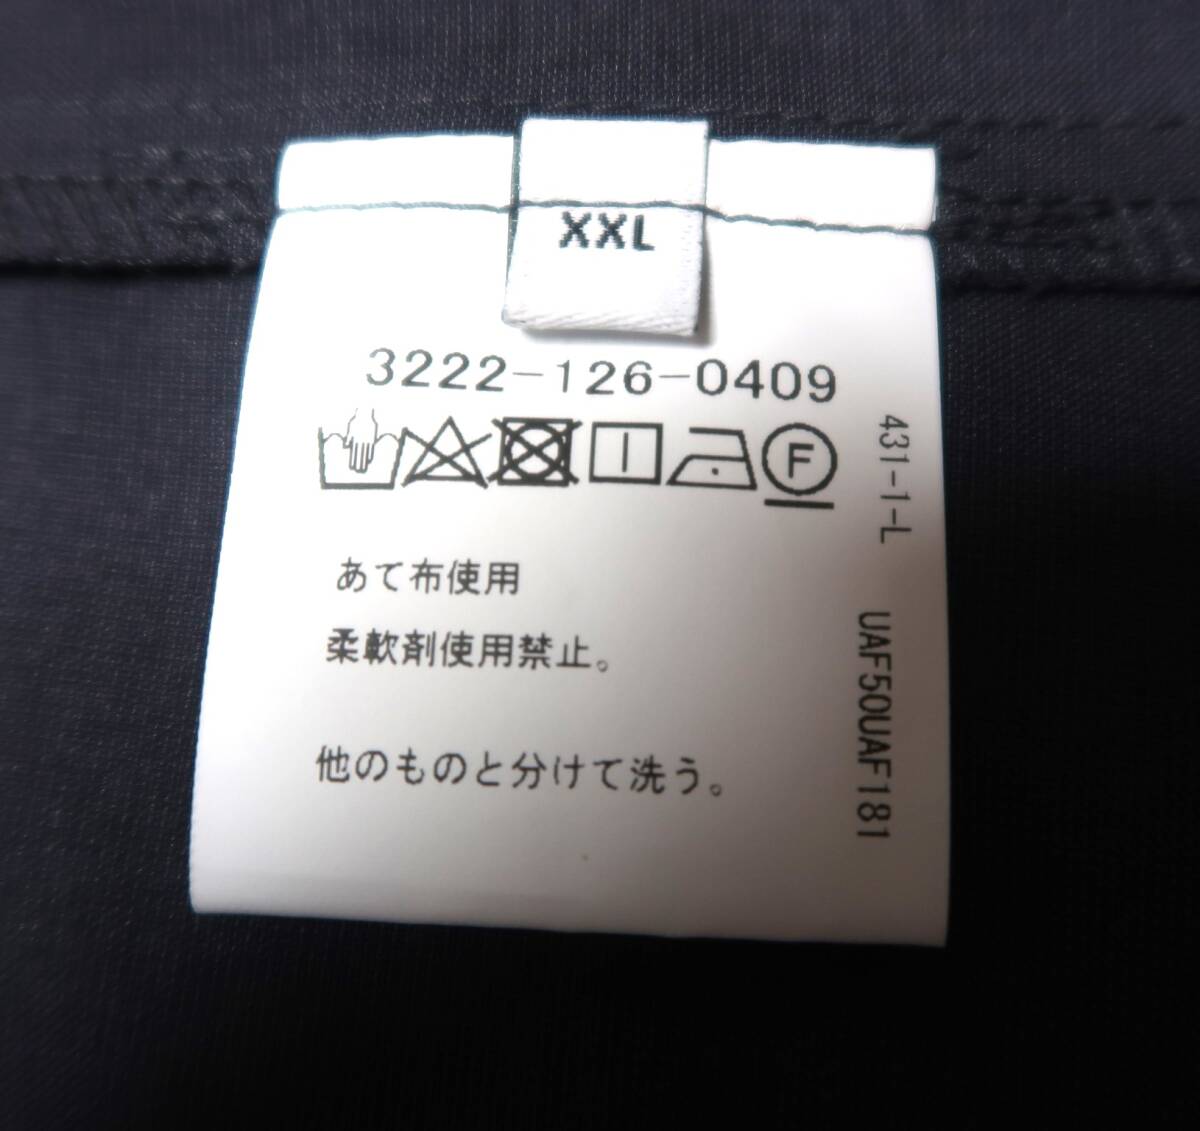 XXL
3222-126-0409
F
あて布使用
柔軟剤使用禁止。
他のものと分けて洗う。
431-1-L
UAF50UAF181